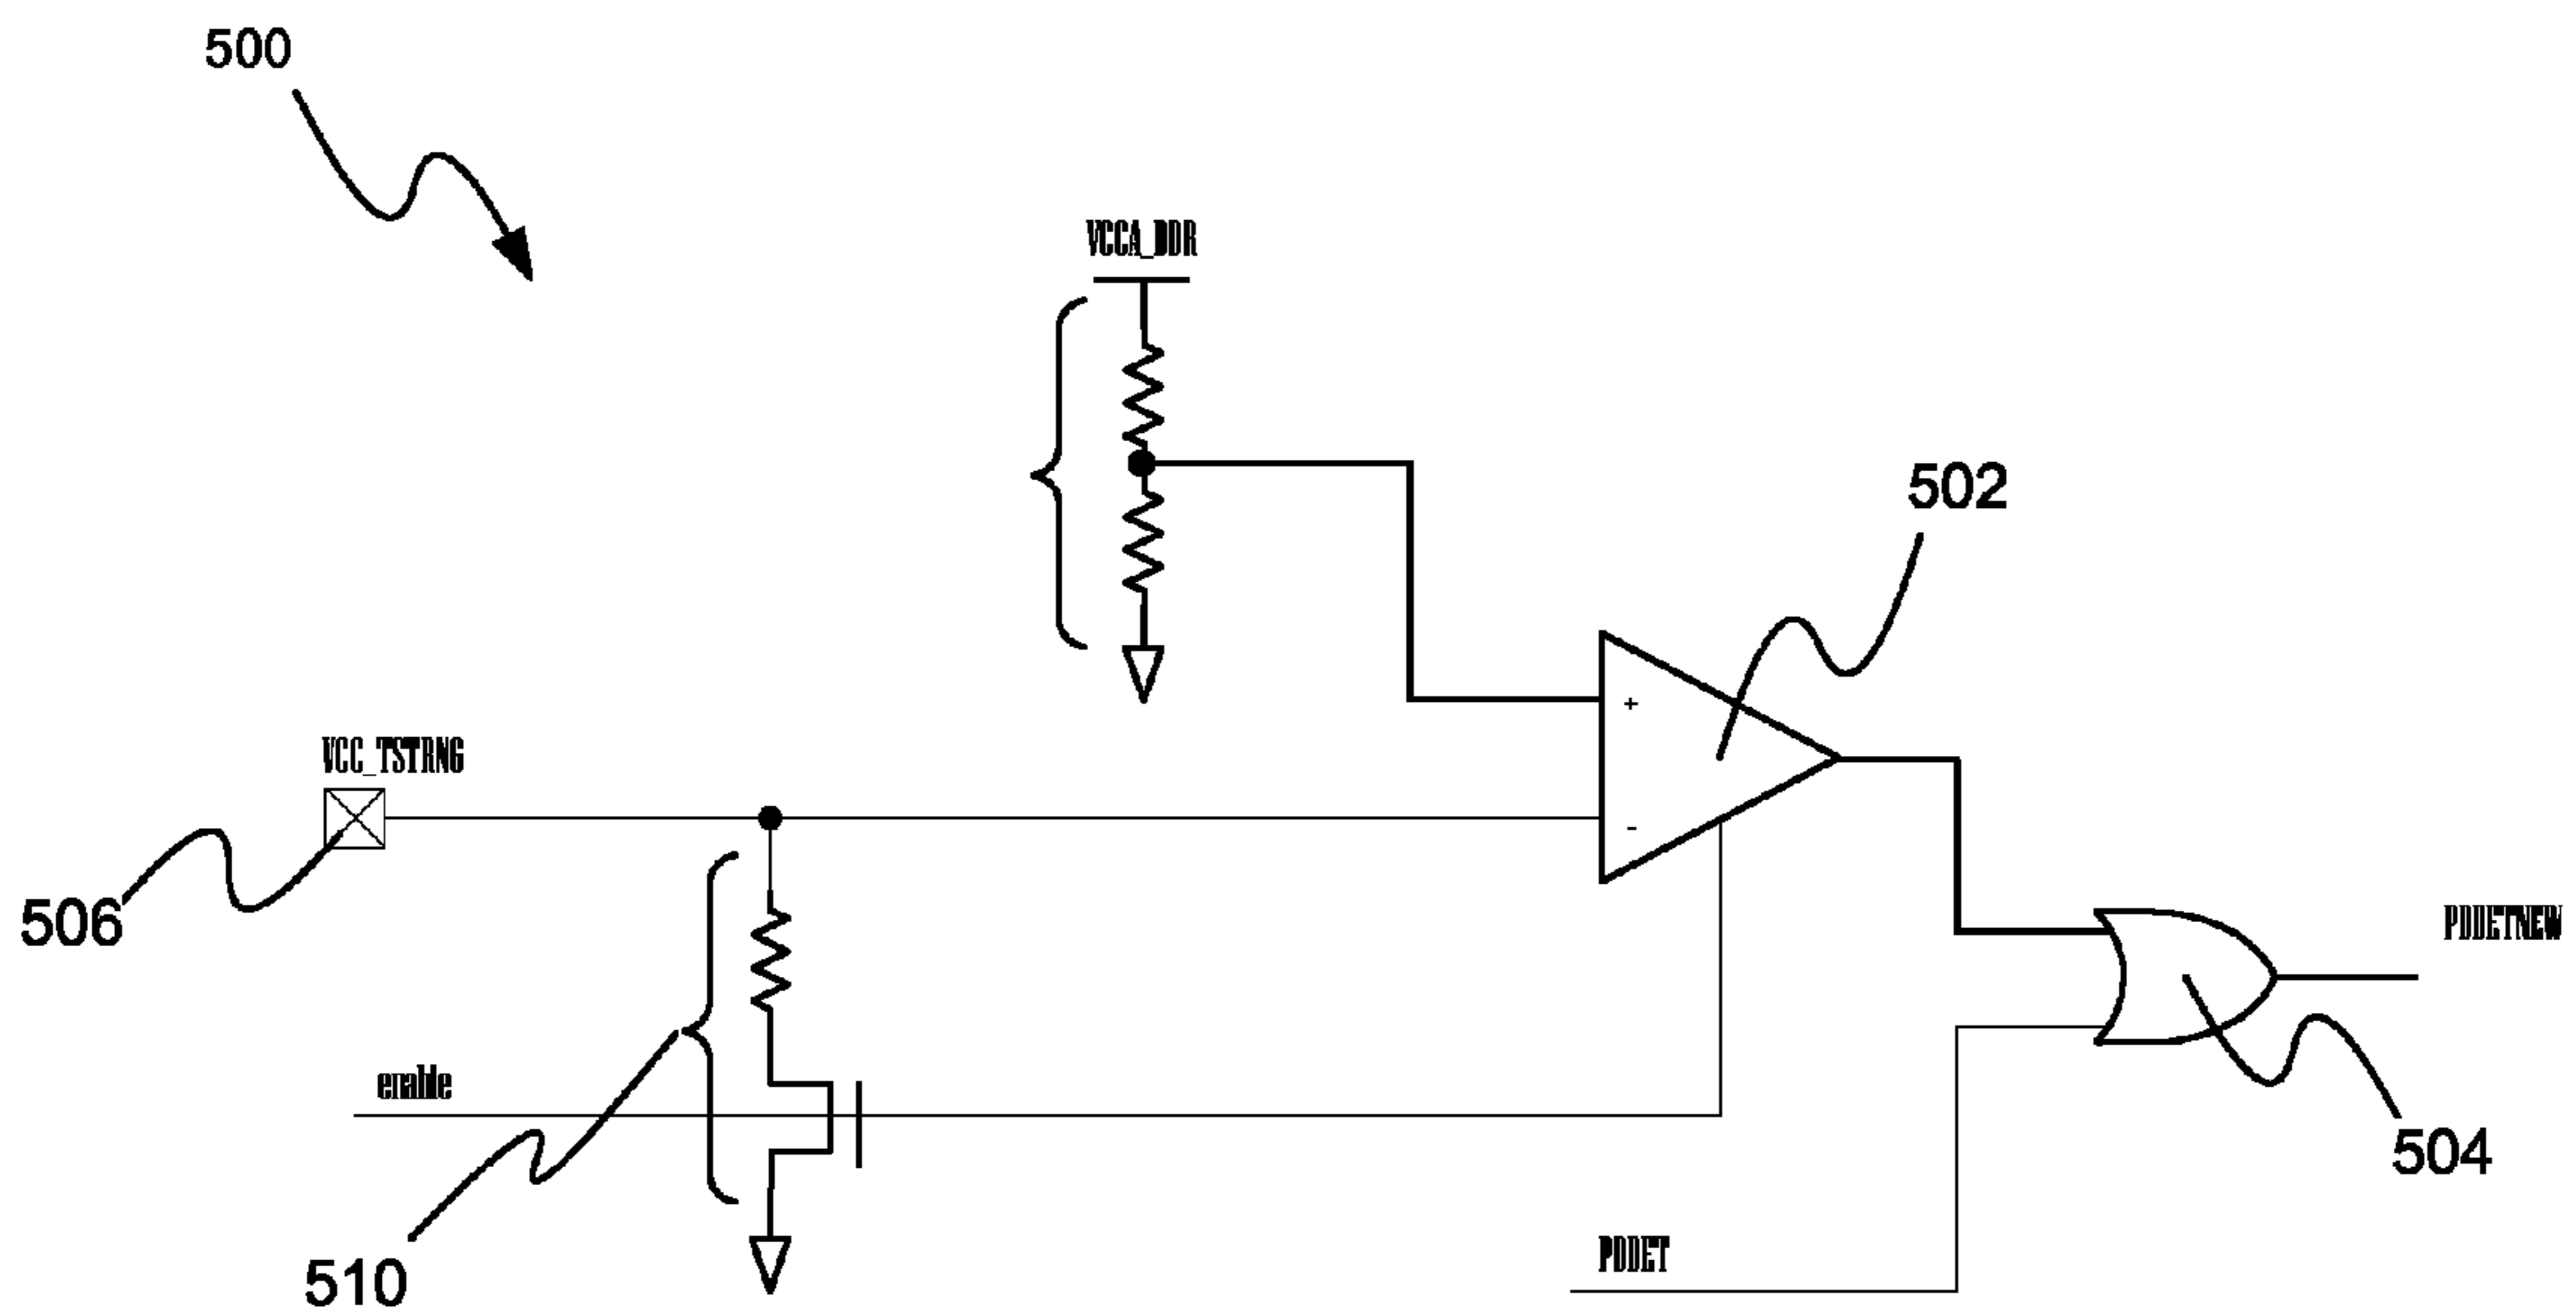 500
VCCA_DDR
502
VCC_TSTRNG
+
-
506
PDDETNEW
enable
504
PDDET
510